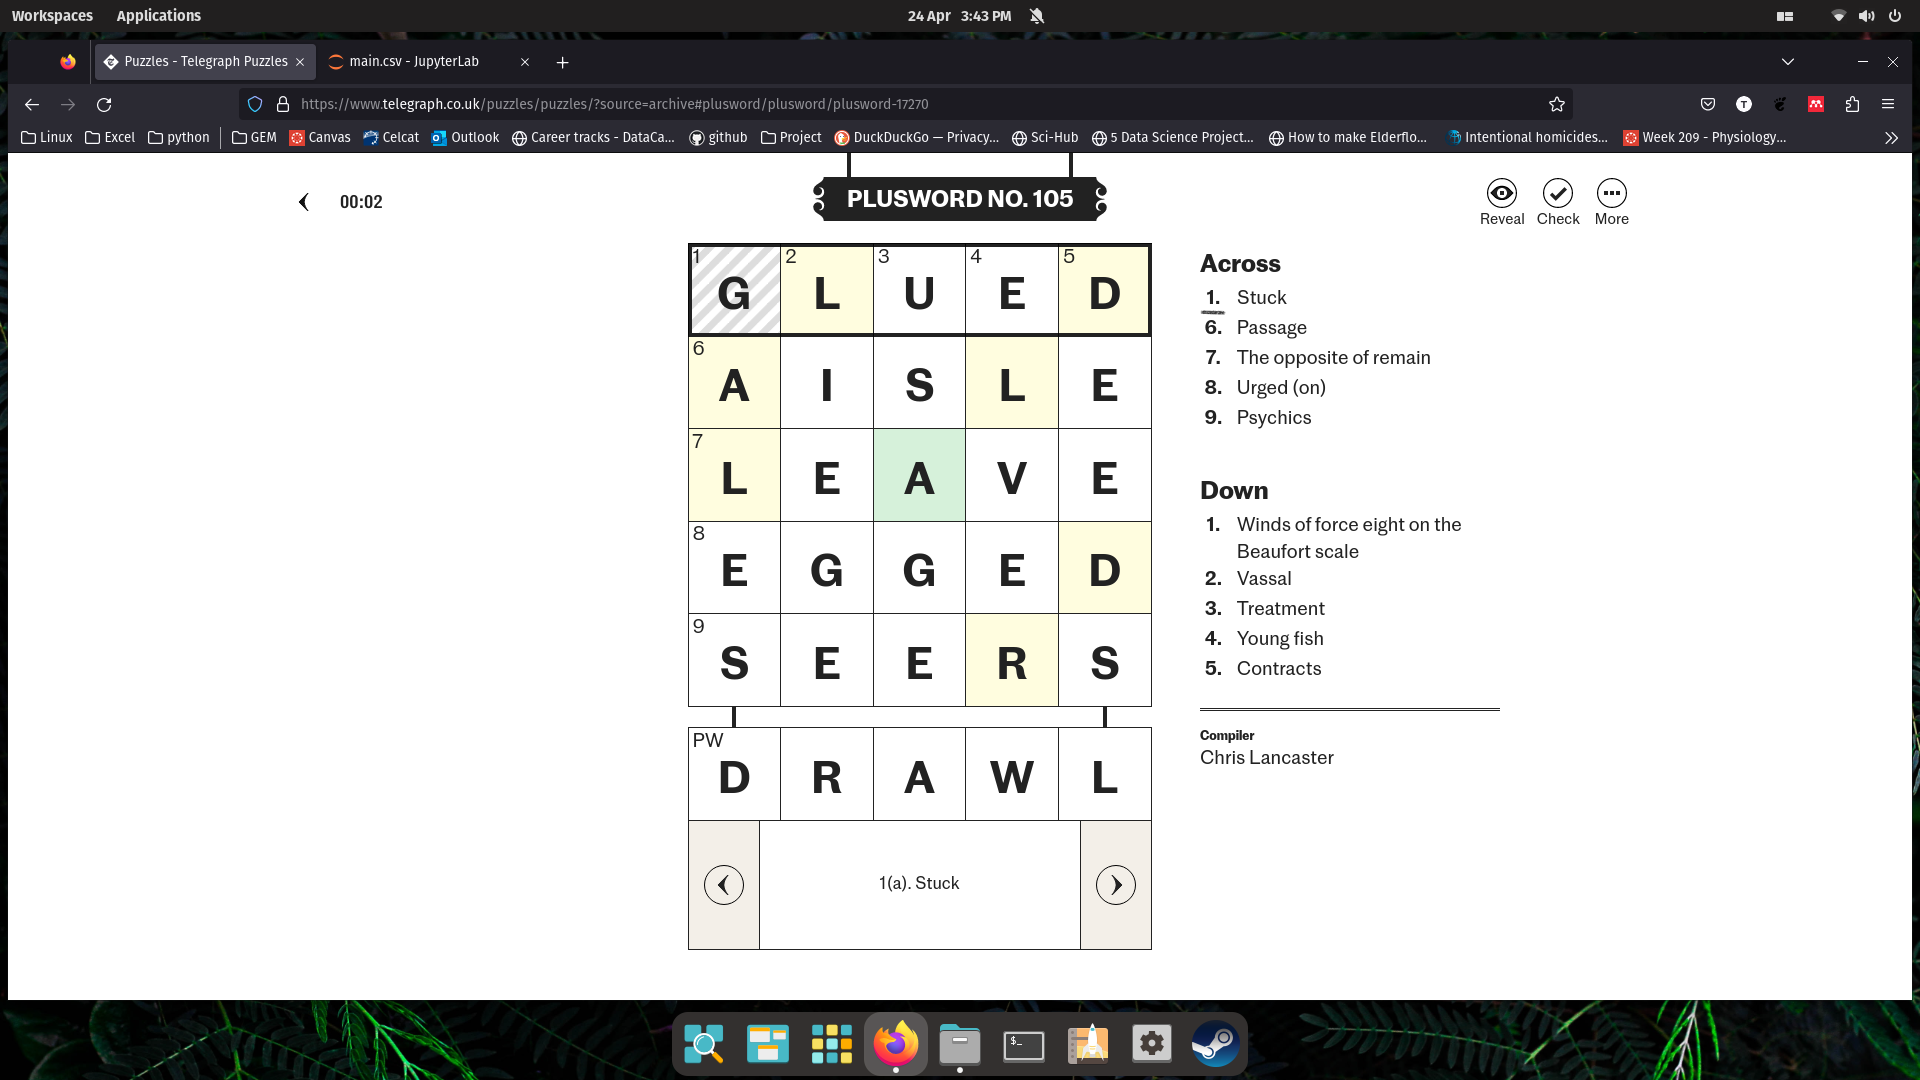 Workspaces Applications 24 Apr 3:43 PM
Puzzles - Telegraph Puzzles main.csv - JupyterLab
https://www.telegraph.co.uk/puzzles/puzzles/?source=archive#plusword/plusword/plusword-17270
Linux Excel python GEM Canvas Celcat Outlook Career tracks - DataCa... github Project DuckDuckGo — Privacy... Sci-Hub 5 Data Science Project... How to make Elderflo... Intentional homicides... Week 209 - Physiology...
00:02
PLUSWORD NO. 105
Reveal Check More
1 G 2 L 3 U 4 E 5 D
6 A I S L E
7 L E A V E
8 E G G E D
9 S E E R S
PW D R A W L
1(a). Stuck
Across
1. Stuck
6. Passage
7. The opposite of remain
8. Urged (on)
9. Psychics
Down
1. Winds of force eight on the
Beaufort scale
2. Vassal
3. Treatment
4. Young fish
5. Contracts
Compiler
Chris Lancaster
$_